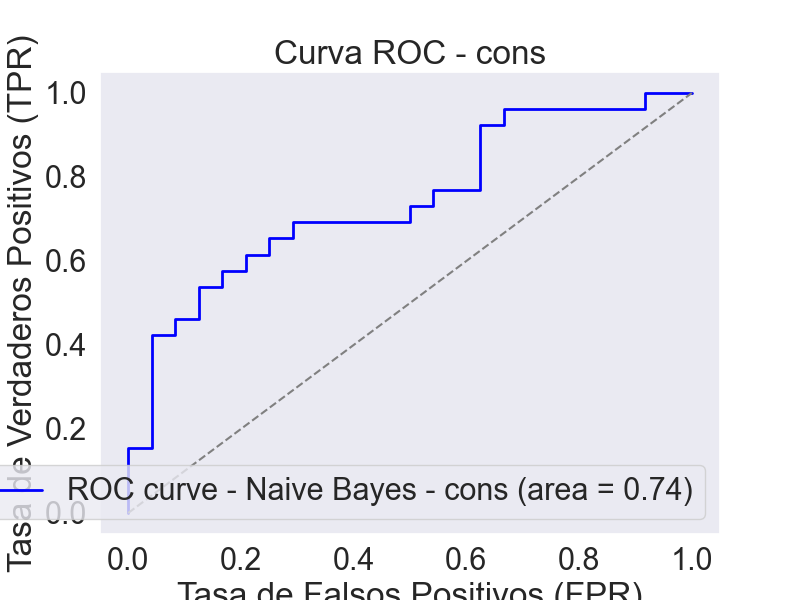 Curva ROC - cons
Tasa de Verdaderos Positivos (TPR)
1.0
0.8
0.6
0.4
0.2
0.0
ROC curve - Naive Bayes - cons (area = 0.74)
0.0 0.2 0.4 0.6 0.8 1.0
Tasa de Falsos Positivos (FPR)